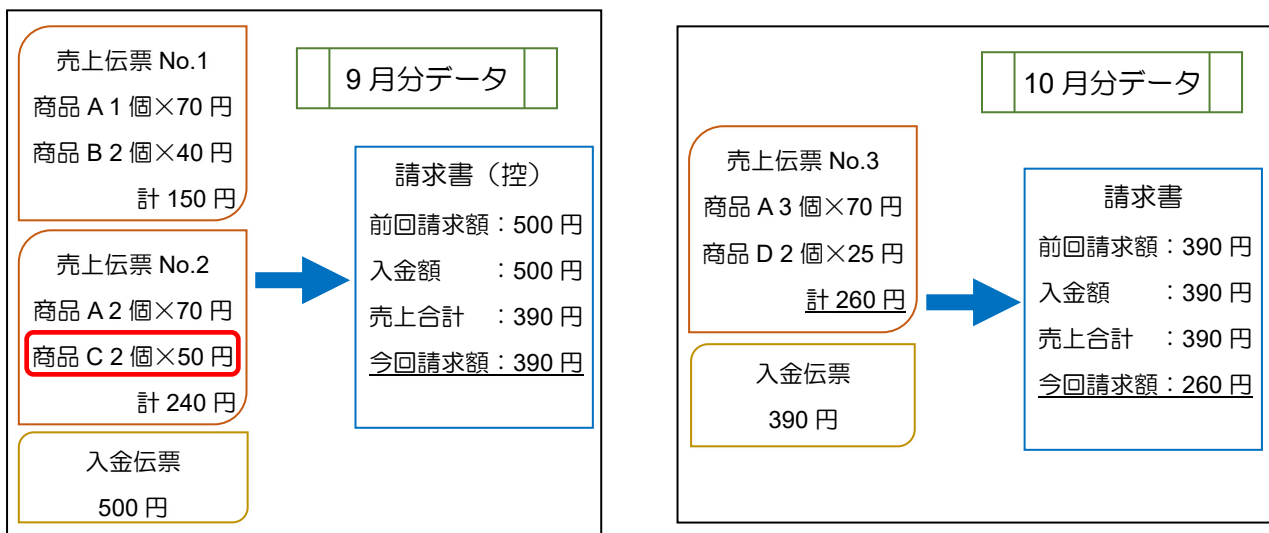 9月分データ
売上伝票 No.1
商品 A 1 個×70 円
商品 B 2 個×40 円
計 150 円
売上伝票 No.2
商品 A 2 個×70 円
商品 C 2 個×50 円
計 240 円
入金伝票
500 円
請求書（控）
前回請求額：500 円
入金額　　：500 円
売上合計　：390 円
今回請求額：390 円
10 月分データ
売上伝票 No.3
商品 A 3 個×70 円
商品 D 2 個×25 円
計 260 円
入金伝票
390 円
請求書
前回請求額：390 円
入金額　　：390 円
売上合計　：390 円
今回請求額：260 円